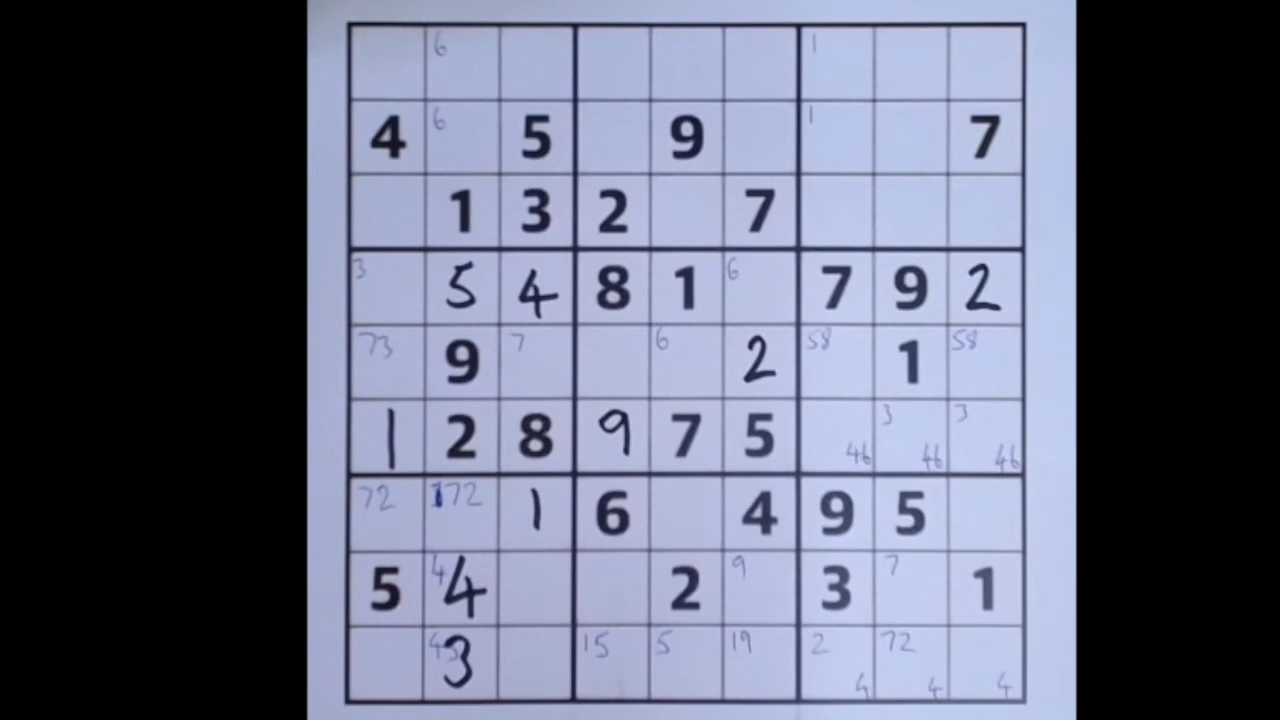 6 1
4 6 5 9 1 7
1 3 2 7
3 5 4 8 1 6 7 9 2
73 9 7 6 2 58 1 58
1 2 8 9 7 5 46 3 46 3 46
72 172 1 6 4 9 5
5 4 4 2 9 3 7 1
3 15 5 19 2 4 72 4 4